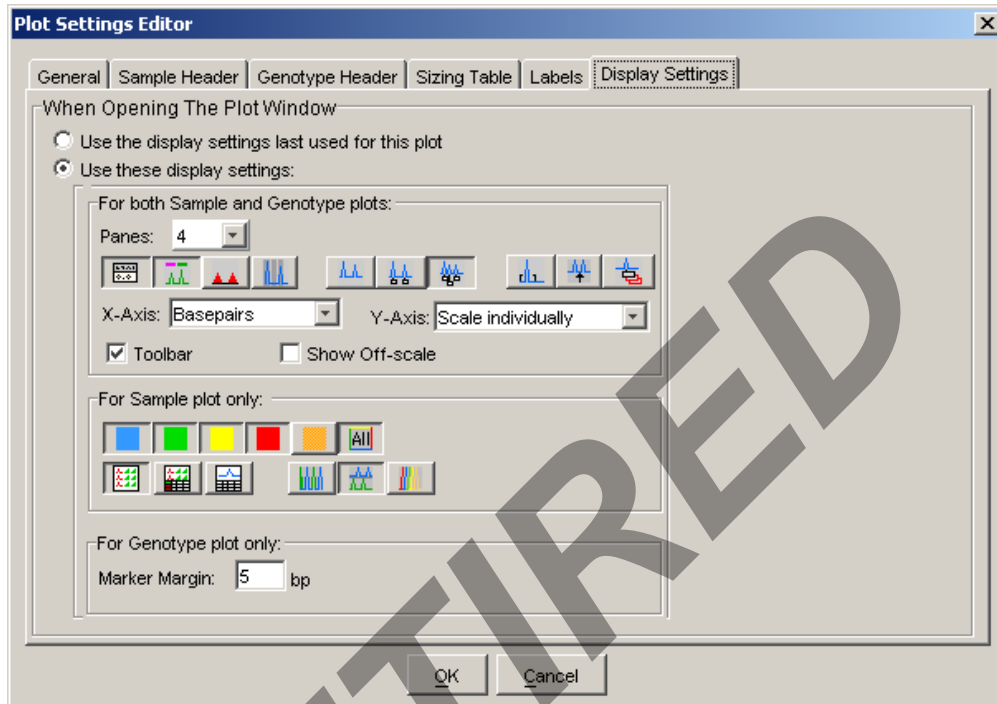 Plot Settings Editor
General Sample Header Genotype Header Sizing Table Labels Display Settings
When Opening The Plot Window
Use the display settings last used for this plot
Use these display settings:
For both Sample and Genotype plots:
Panes: 4
X-Axis: Basepairs Y-Axis: Scale individually
Toolbar Show Off-scale
For Sample plot only:
All
For Genotype plot only:
Marker Margin: 5 bp
OK Cancel
RETIRED